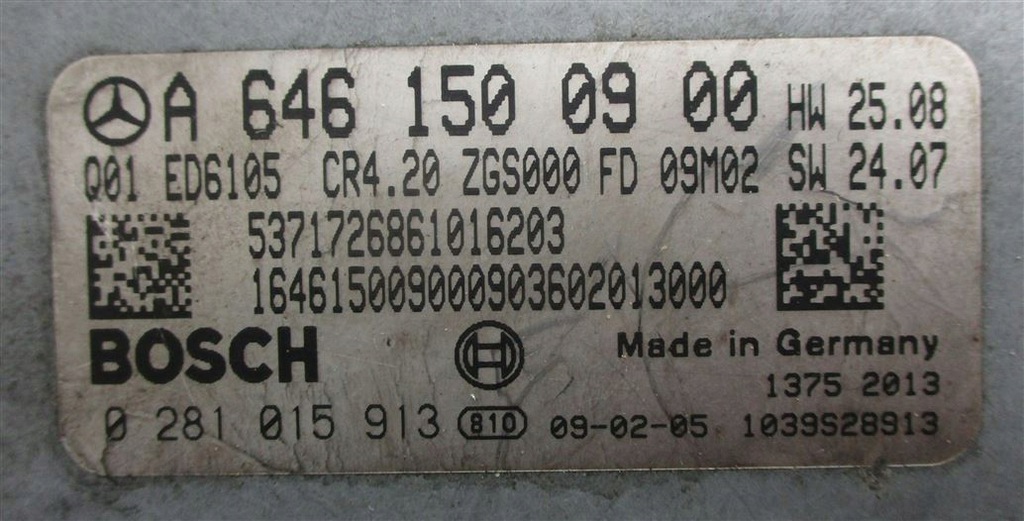 A 646 150 09 00 HW 25.08
Q01 ED6105 CR4.20 ZGS000 FD 09M02 SW 24.07
5371726861016203
164615009000903602013000
BOSCH Made in Germany
1375 2013
0 281 015 913 810 09-02-05 1039S28913